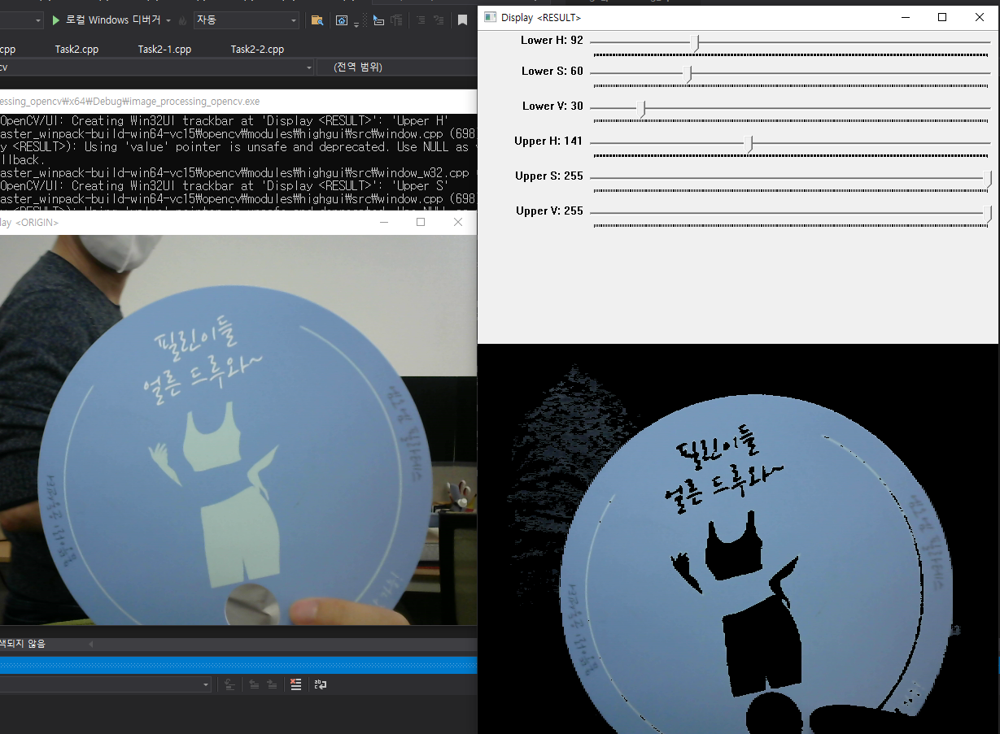 로컬 Windows 디버거
자동
cpp
Task2.cpp
Task2-1.cpp
Task2-2.cpp
cv
(전역 범위)
essing_opencv₩x64₩Debug₩image_processing_opencv.exe
OpenCV/UI: Creating Win32UI trackbar at 'Display <RESULT>': 'Upper H'
aster_winpack-build-win64-vc15₩opencv₩modules₩highgui₩src₩window.cpp (698
y <RESULT>): Using 'value' pointer is unsafe and deprecated. Use NULL as v
llback.
aster_winpack-build-win64-vc15₩opencv₩modules₩highgui₩src₩window_w32.cpp
OpenCV/UI: Creating Win32UI trackbar at 'Display <RESULT>': 'Upper S'
aster_winpack-build-win64-vc15₩opencv₩modules₩highgui₩src₩window.cpp (698
lay <ORIGIN>
필린이들
얼른 드루와~
색되지 않음
Display <RESULT>
Lower H: 92
Lower S: 60
Lower V: 30
Upper H: 141
Upper S: 255
Upper V: 255
필린이들
얼른 드루와~